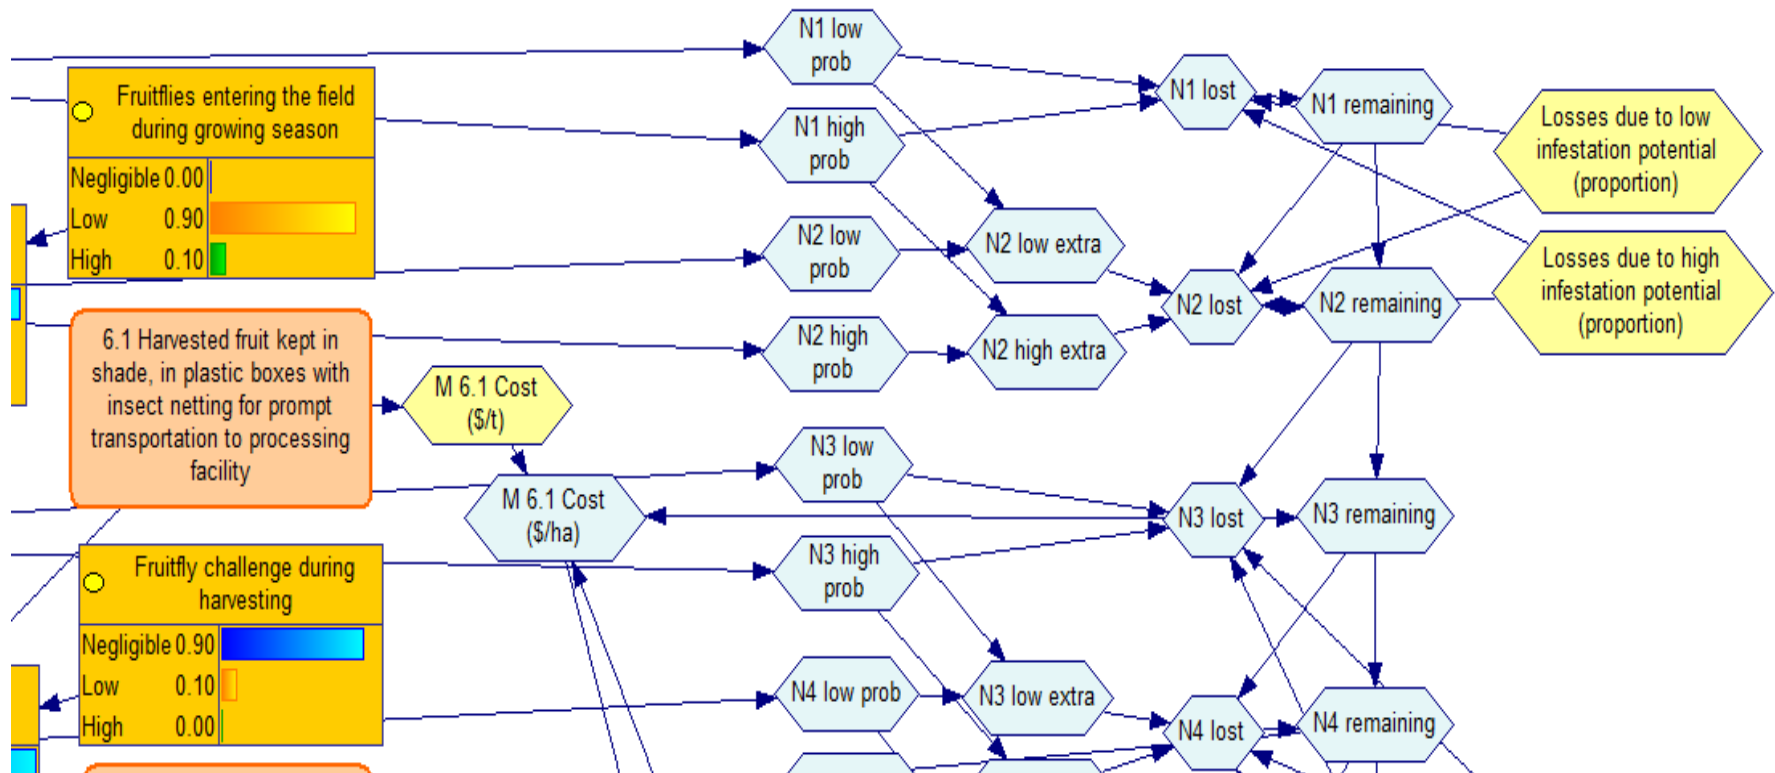 Fruitflies entering the field
during growing season
Negligible 0.00
Low 0.90
High 0.10
6.1 Harvested fruit kept in
shade, in plastic boxes with
insect netting for prompt
transportation to processing
facility
M 6.1 Cost
($/t)
M 6.1 Cost
($/ha)
Fruitfly challenge during
harvesting
Negligible 0.90
Low 0.10
High 0.00
N1 low
prob
N1 high
prob
N2 low
prob
N2 high
prob
N3 low
prob
N3 high
prob
N4 low prob
N2 low extra
N2 high extra
N3 low extra
N1 lost
N2 lost
N3 lost
N4 lost
N1 remaining
N2 remaining
N3 remaining
N4 remaining
Losses due to low
infestation potential
(proportion)
Losses due to high
infestation potential
(proportion)